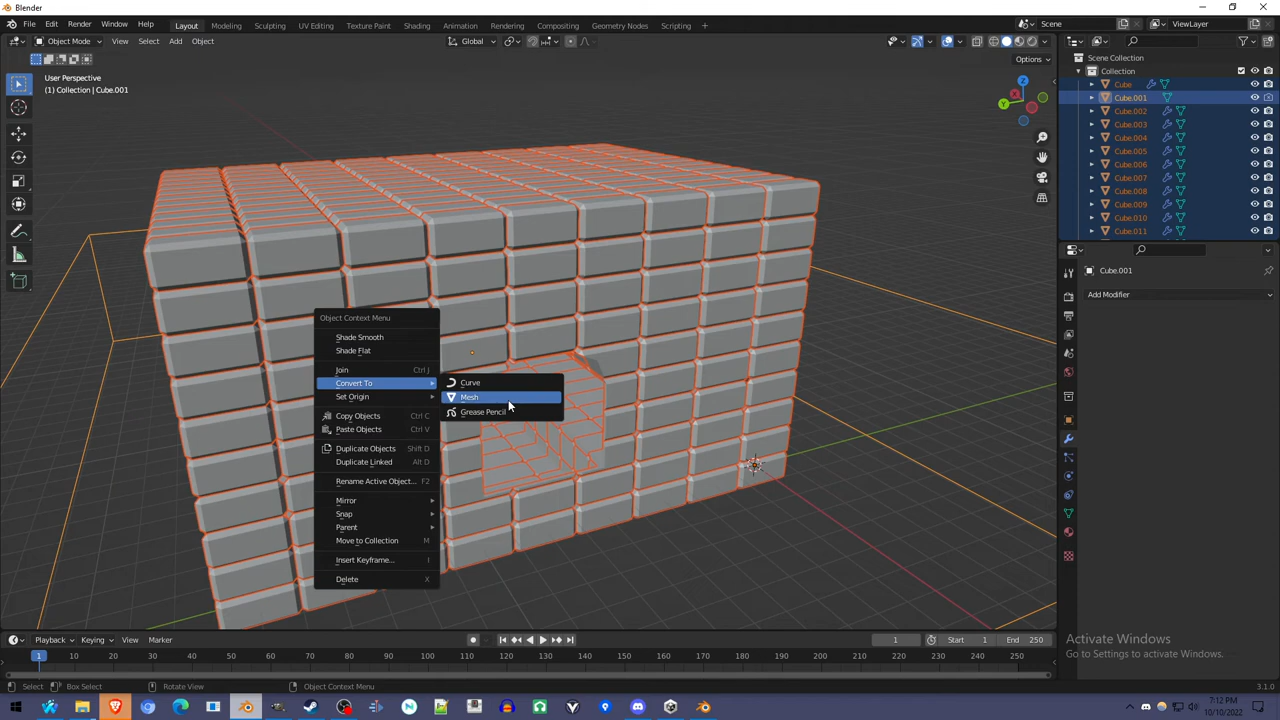 Blender
File Edit Render Window Help
Layout Modeling Sculpting UV Editing Texture Paint Shading Animation Rendering Compositing Geometry Nodes Scripting +
Scene
ViewLayer
Object Mode View Select Add Object
Global
Options
User Perspective
(1) Collection | Cube.001
Z
X
Y
Object Context Menu
Shade Smooth
Shade Flat
Join Ctrl J
Convert To
Set Origin
Copy Objects Ctrl C
Paste Objects Ctrl V
Duplicate Objects Shift D
Duplicate Linked Alt D
Rename Active Object... F2
Mirror
Snap
Parent
Move to Collection M
Insert Keyframe... I
Delete X
Curve
Mesh
Grease Pencil
Scene Collection
Collection
Cube
Cube.001
Cube.002
Cube.003
Cube.004
Cube.005
Cube.006
Cube.007
Cube.008
Cube.009
Cube.010
Cube.011
Cube.001
Add Modifier
Playback Keying View Marker
1 Start 1 End 250
1 10 20 30 40 50 60 70 80 90 100 110 120 130 140 150 160 170 180 190 200 210 220 230 240 250
Activate Windows
Go to Settings to activate Windows.
Select Box Select Rotate View Object Context Menu 3.1.0
7:12 PM
10/10/2022